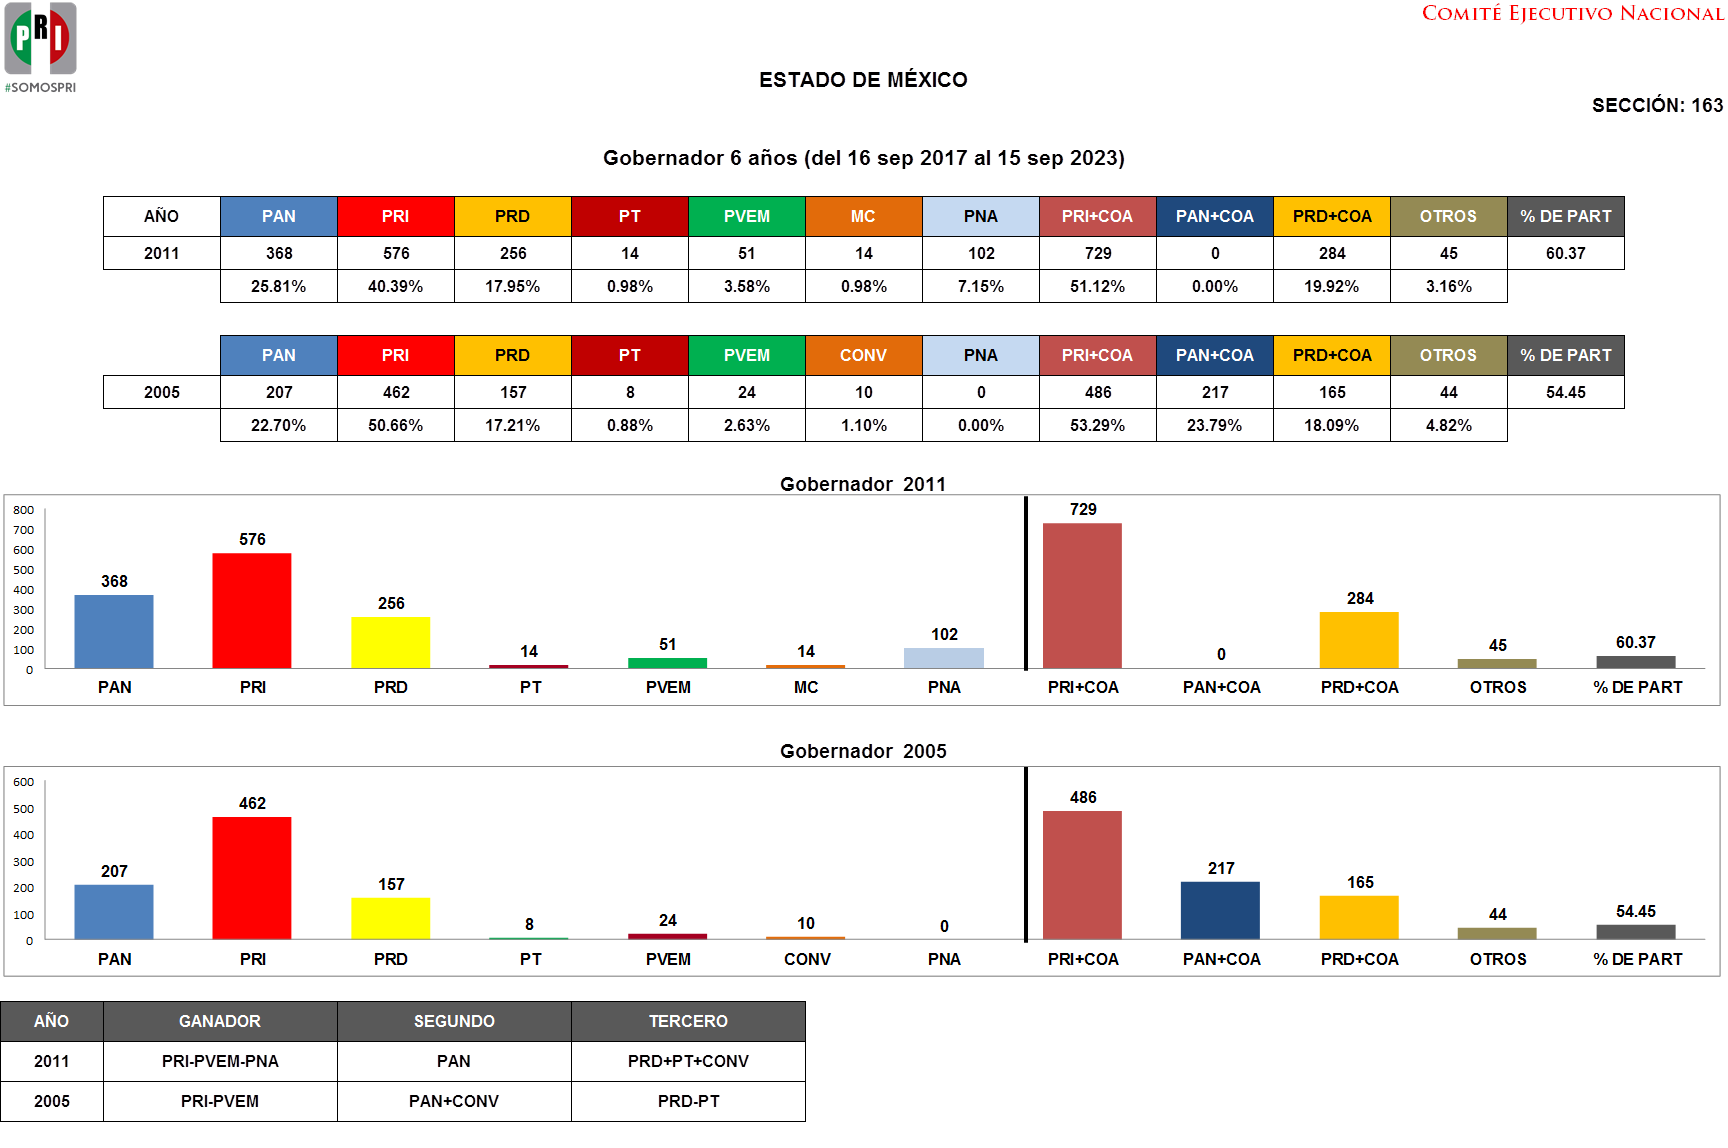 PRI
#SOMOSPRI
COMITÉ EJECUTIVO NACIONAL
ESTADO DE MÉXICO
SECCIÓN: 163
Gobernador 6 años (del 16 sep 2017 al 15 sep 2023)
AÑO PAN PRI PRD PT PVEM MC PNA PRI+COA PAN+COA PRD+COA OTROS % DE PART
2011 368 576 256 14 51 14 102 729 0 284 45 60.37
25.81% 40.39% 17.95% 0.98% 3.58% 0.98% 7.15% 51.12% 0.00% 19.92% 3.16%
PAN PRI PRD PT PVEM CONV PNA PRI+COA PAN+COA PRD+COA OTROS % DE PART
2005 207 462 157 8 24 10 0 486 217 165 44 54.45
22.70% 50.66% 17.21% 0.88% 2.63% 1.10% 0.00% 53.29% 23.79% 18.09% 4.82%
Gobernador 2011
800
700
600
500
400
300
200
100
0
368 576 256 14 51 14 102 729 0 284 45 60.37
PAN PRI PRD PT PVEM MC PNA PRI+COA PAN+COA PRD+COA OTROS % DE PART
Gobernador 2005
600
500
400
300
200
100
0
207 462 157 8 24 10 0 486 217 165 44 54.45
PAN PRI PRD PT PVEM CONV PNA PRI+COA PAN+COA PRD+COA OTROS % DE PART
AÑO GANADOR SEGUNDO TERCERO
2011 PRI-PVEM-PNA PAN PRD+PT+CONV
2005 PRI-PVEM PAN+CONV PRD-PT